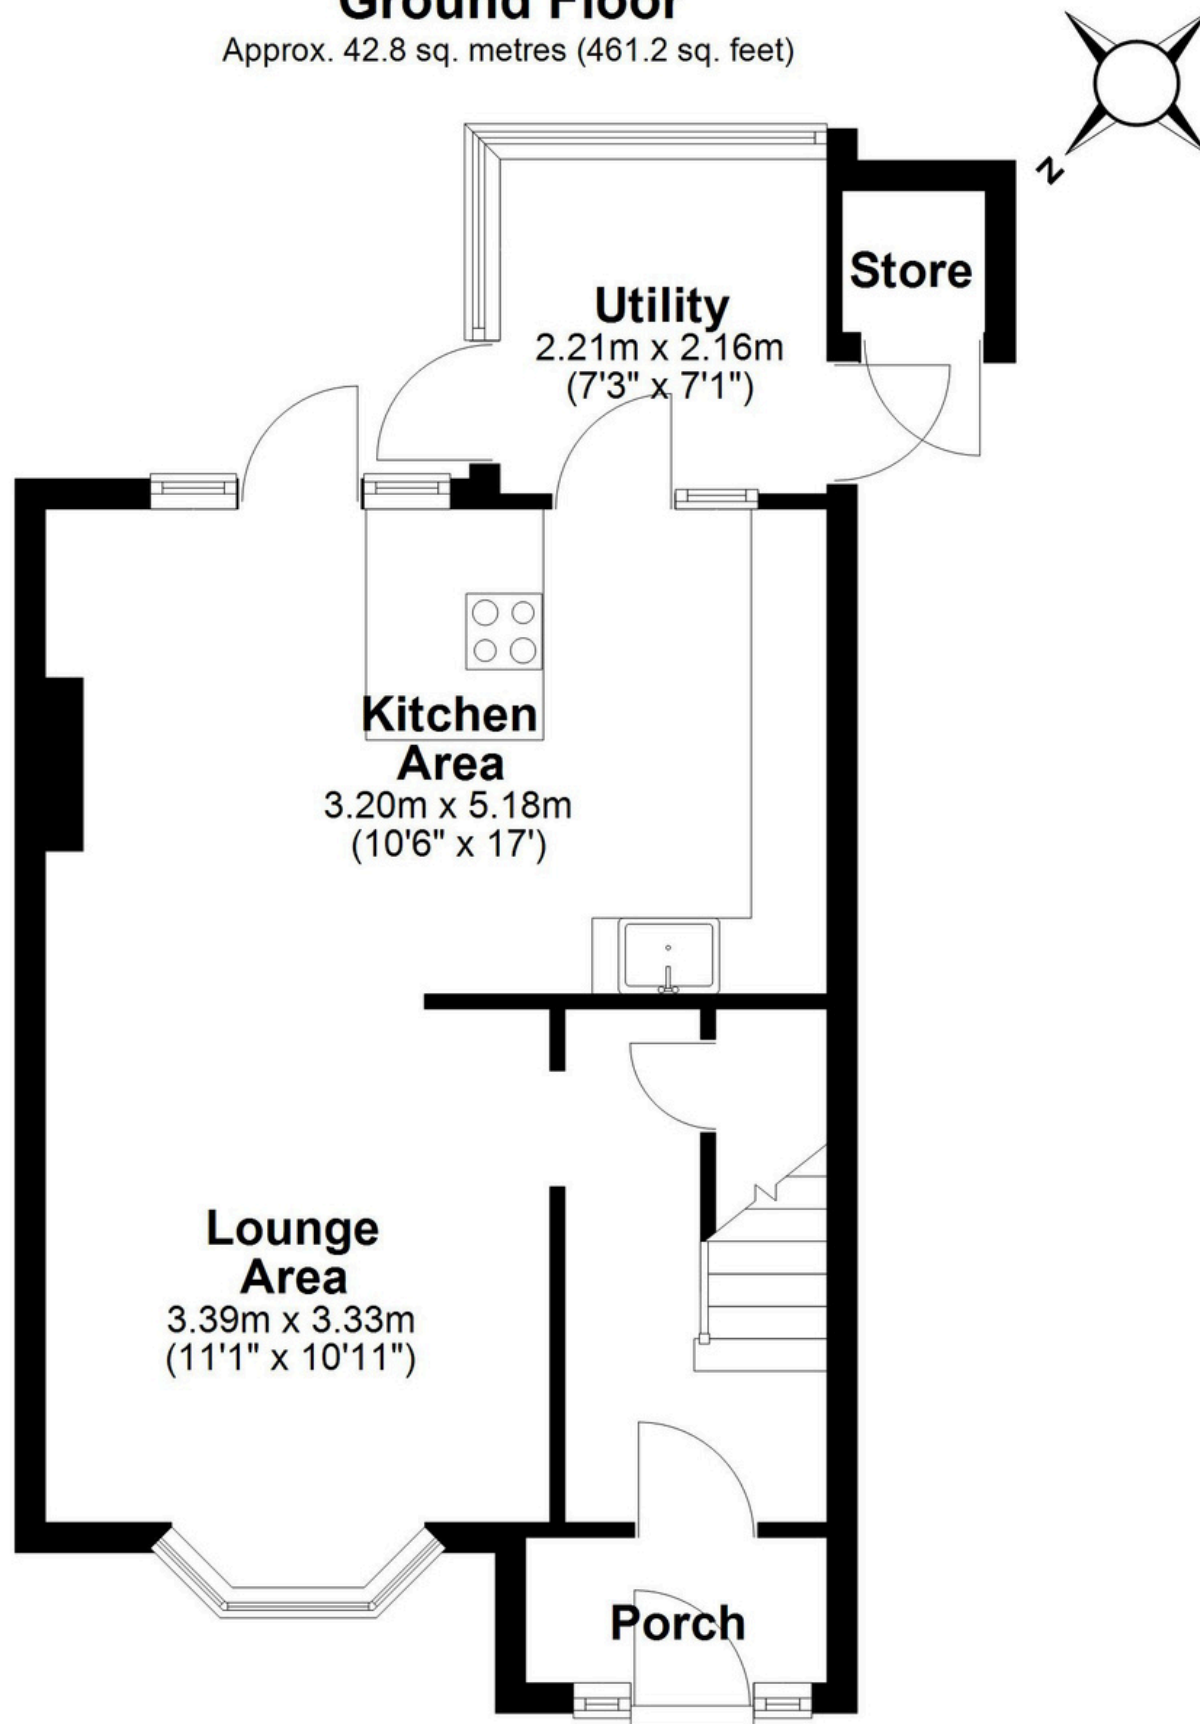 Ground Floor
Approx. 42.8 sq. metres (461.2 sq. feet)
N
Store
Utility
2.21m x 2.16m
(7'3" x 7'1")
Kitchen
Area
3.20m x 5.18m
(10'6" x 17')
Lounge
Area
3.39m x 3.33m
(11'1" x 10'11")
Porch